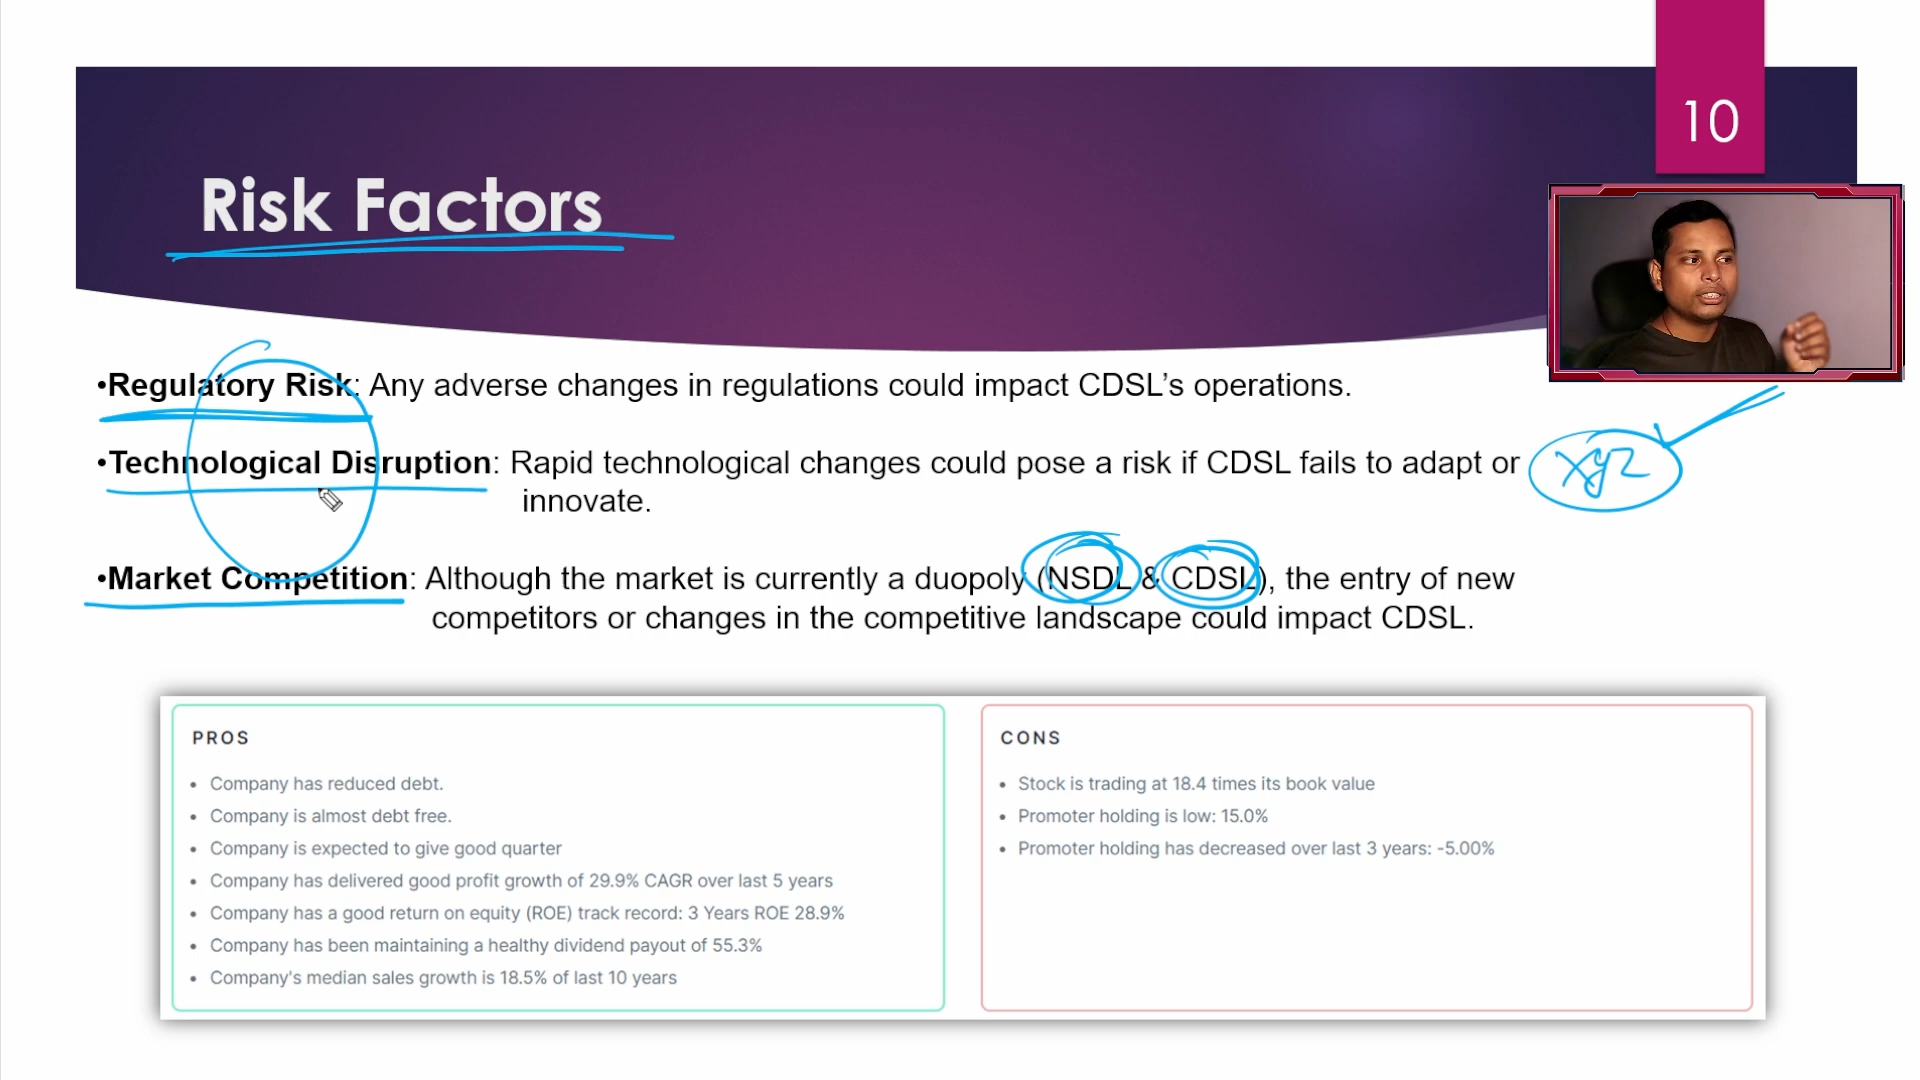 10
Risk Factors
•Regulatory Risk: Any adverse changes in regulations could impact CDSL’s operations.
•Technological Disruption: Rapid technological changes could pose a risk if CDSL fails to adapt or
innovate.
xyz
•Market Competition: Although the market is currently a duopoly (NSDL & CDSL), the entry of new
competitors or changes in the competitive landscape could impact CDSL.
PROS
• Company has reduced debt.
• Company is almost debt free.
• Company is expected to give good quarter
• Company has delivered good profit growth of 29.9% CAGR over last 5 years
• Company has a good return on equity (ROE) track record: 3 Years ROE 28.9%
• Company has been maintaining a healthy dividend payout of 55.3%
• Company's median sales growth is 18.5% of last 10 years
CONS
• Stock is trading at 18.4 times its book value
• Promoter holding is low: 15.0%
• Promoter holding has decreased over last 3 years: -5.00%